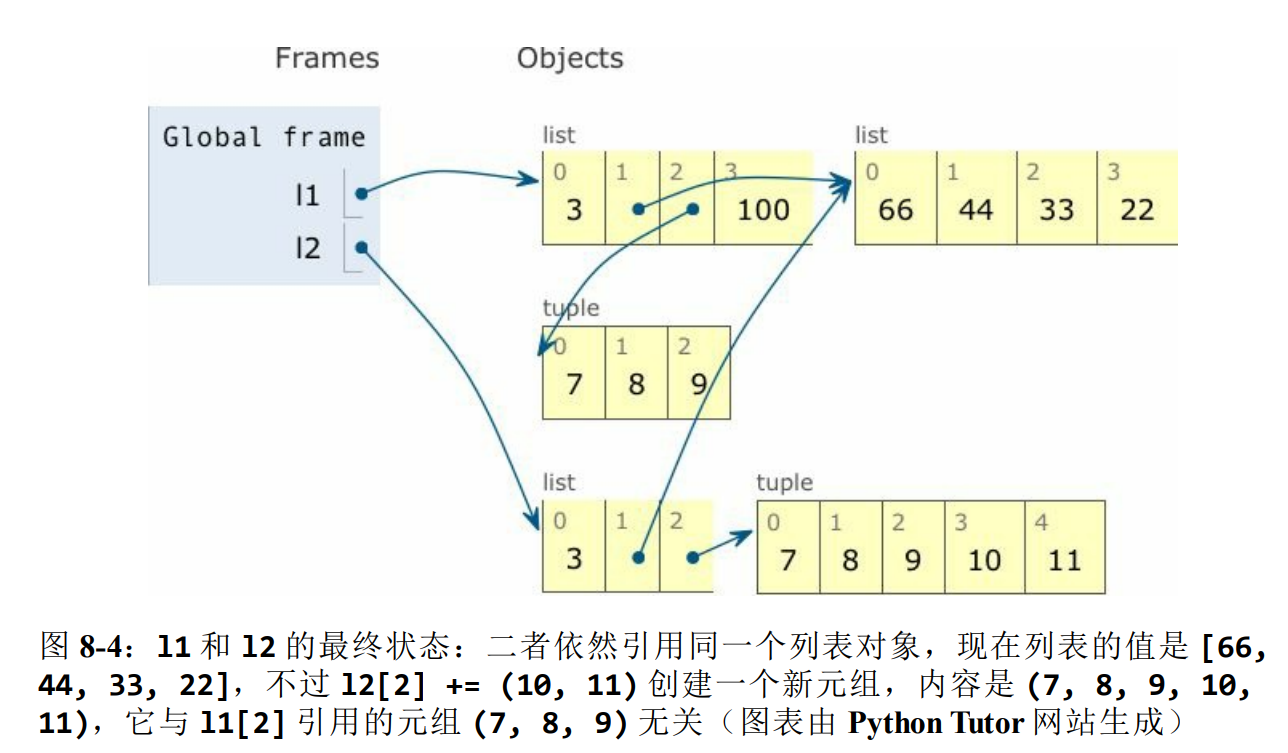 Frames Objects
Global frame
l1
l2
list
0 1 2 3
3 100
list
0 1 2 3
66 44 33 22
tuple
0 1 2
7 8 9
list
0 1 2
3
tuple
0 1 2 3 4
7 8 9 10 11
图 8-4：l1 和 l2 的最终状态：二者依然引用同一个列表对象，现在列表的值是 [66,
44, 33, 22]，不过 l2[2] += (10, 11) 创建一个新元组，内容是 (7, 8, 9, 10,
11)，它与 l1[2] 引用的元组 (7, 8, 9) 无关（图表由 Python Tutor 网站生成）